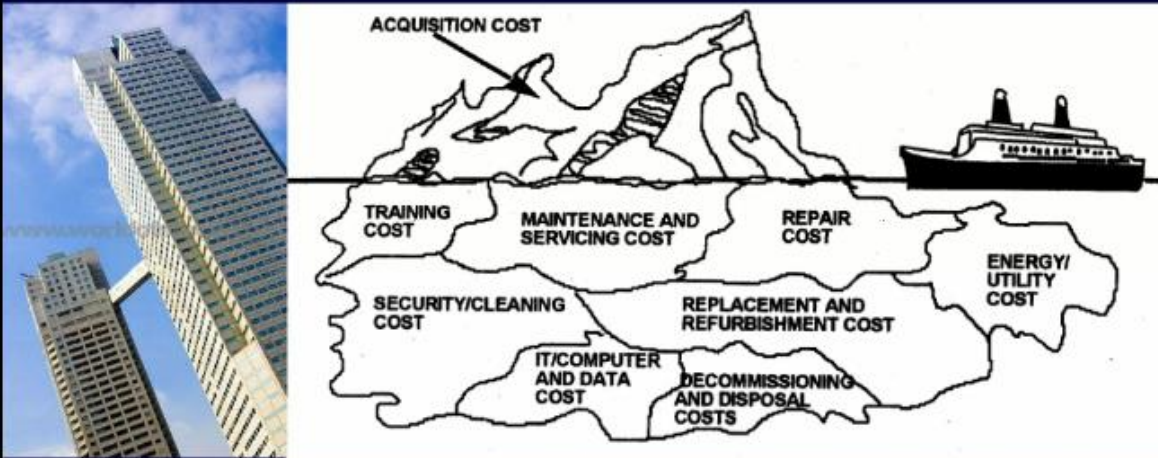 ACQUISITION COST
TRAINING
COST
MAINTENANCE AND
SERVICING COST
REPAIR
COST
ENERGY/
UTILITY
COST
SECURITY/CLEANING
COST
REPLACEMENT AND
REFURBISHMENT COST
IT/COMPUTER
AND DATA
COST
DECOMMISSIONING
AND DISPOSAL
COSTS